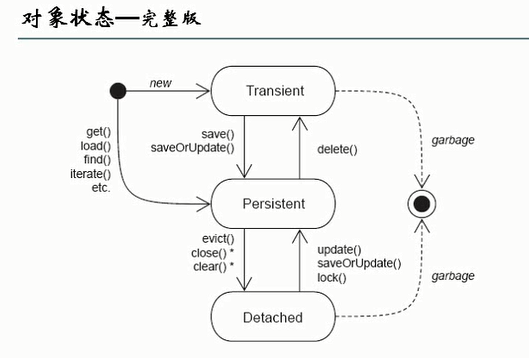 对象状态—完整版
new
Transient
get()
load()
find()
iterate()
etc.
save()
saveOrUpdate()
delete()
garbage
Persistent
evict()
close() *
clear() *
update()
saveOrUpdate()
lock()
garbage
Detached